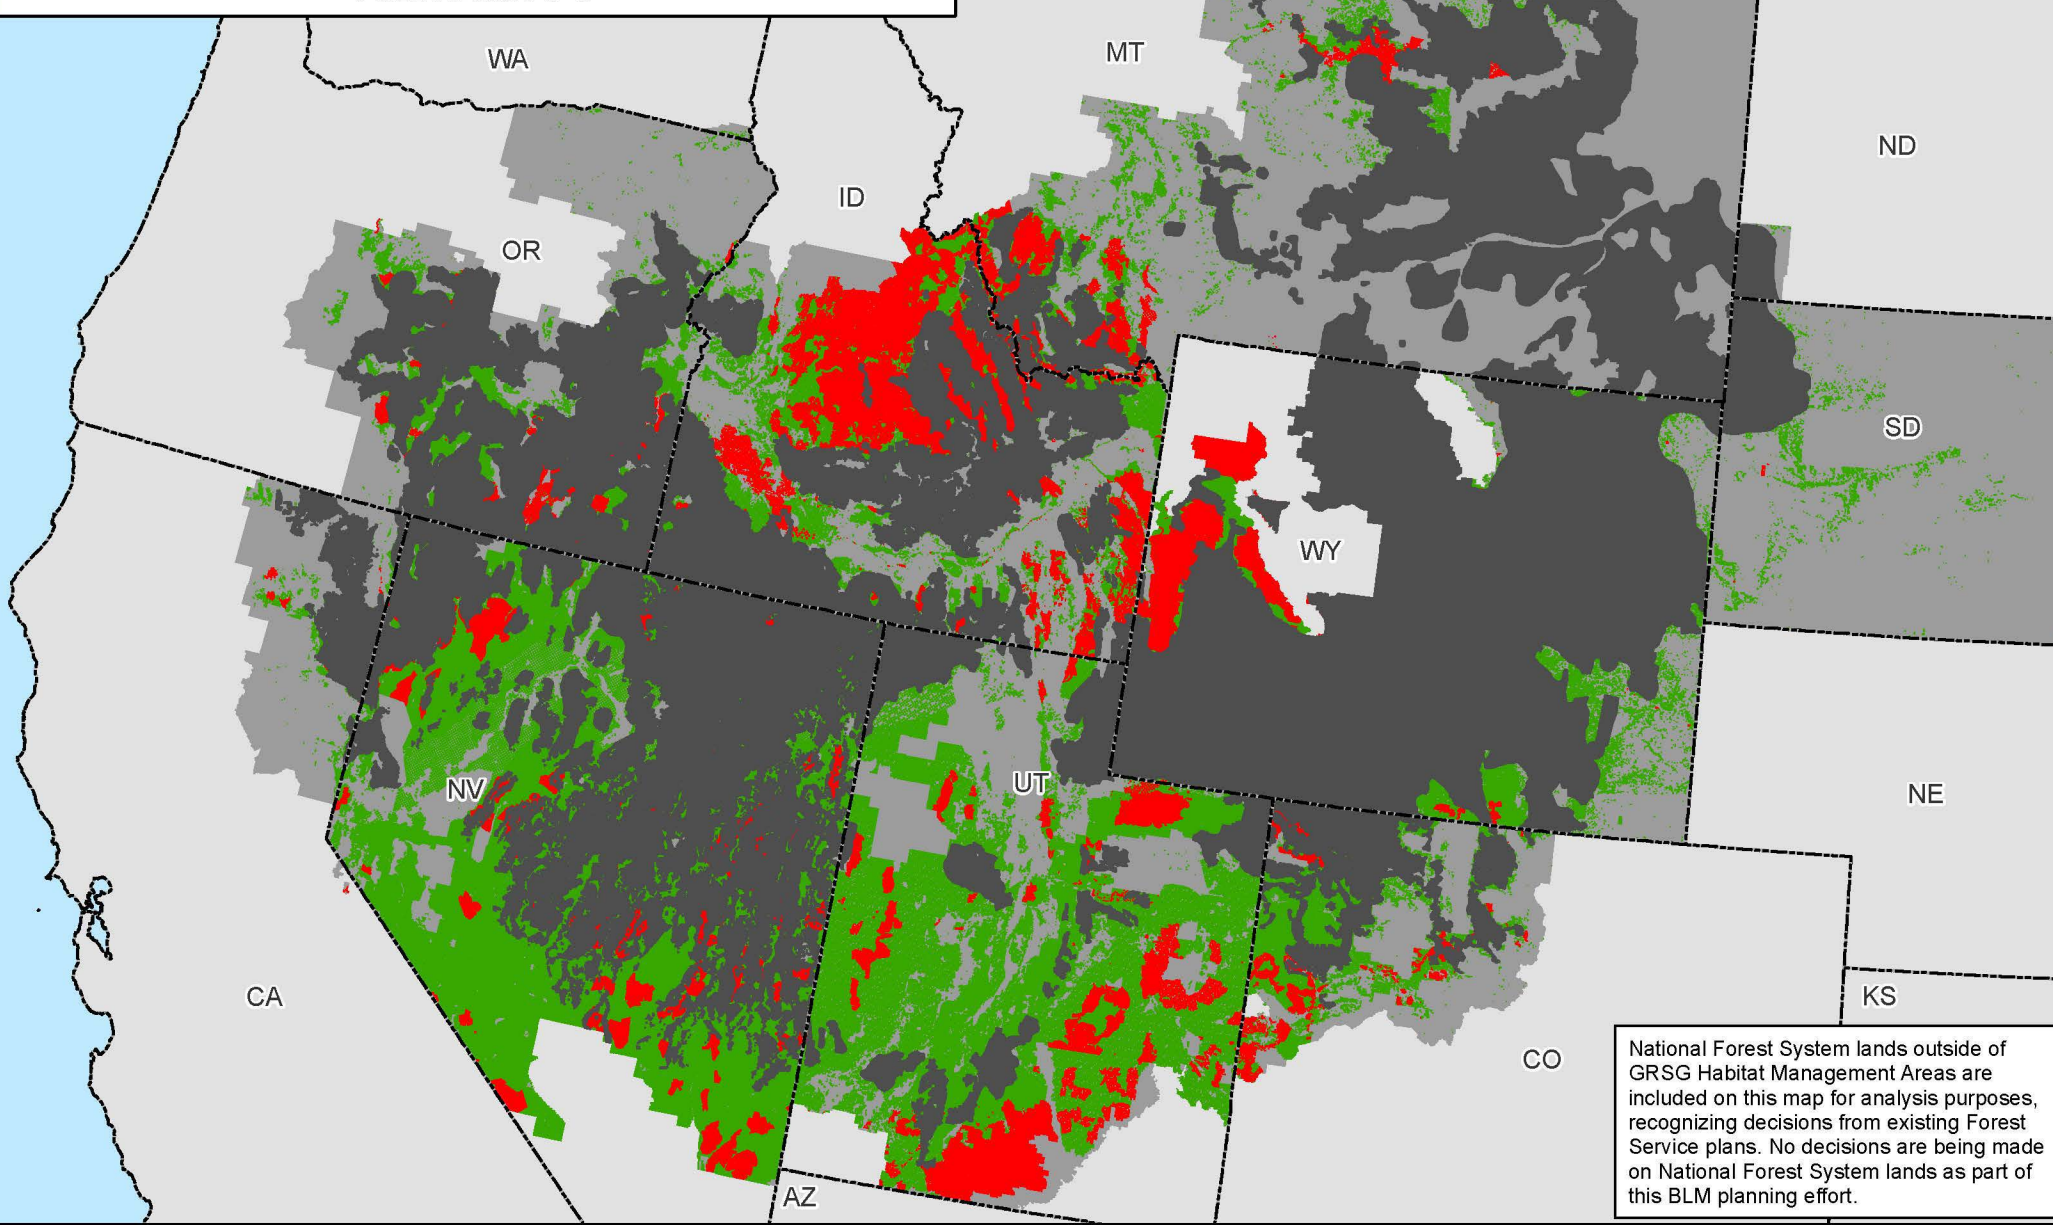 WA
MT
ND
ID
OR
SD
WY
NV
UT
NE
CA
KS
CO
AZ
National Forest System lands outside of
GRSG Habitat Management Areas are
included on this map for analysis purposes,
recognizing decisions from existing Forest
Service plans. No decisions are being made
on National Forest System lands as part of
this BLM planning effort.